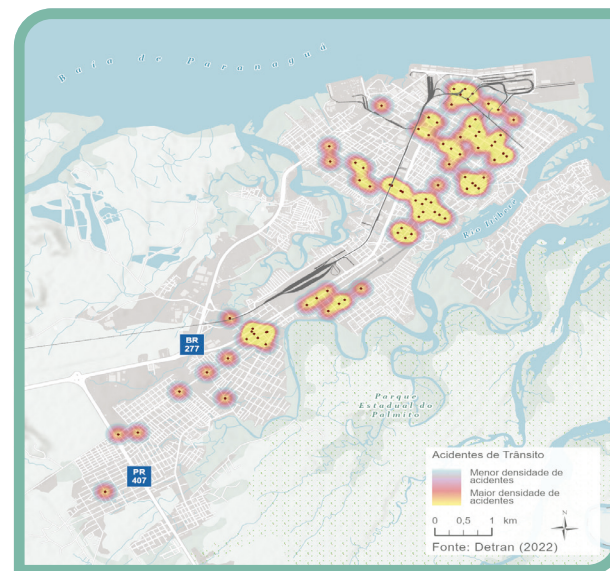 Baía de Paranaguá
Rio Itiberê
BR
277
Parque
Estadual do
Palmito
PR
407
Acidentes de Trânsito
Menor densidade de
acidentes
Maior densidade de
acidentes
N
0 0,5 1 km
Fonte: Detran (2022)